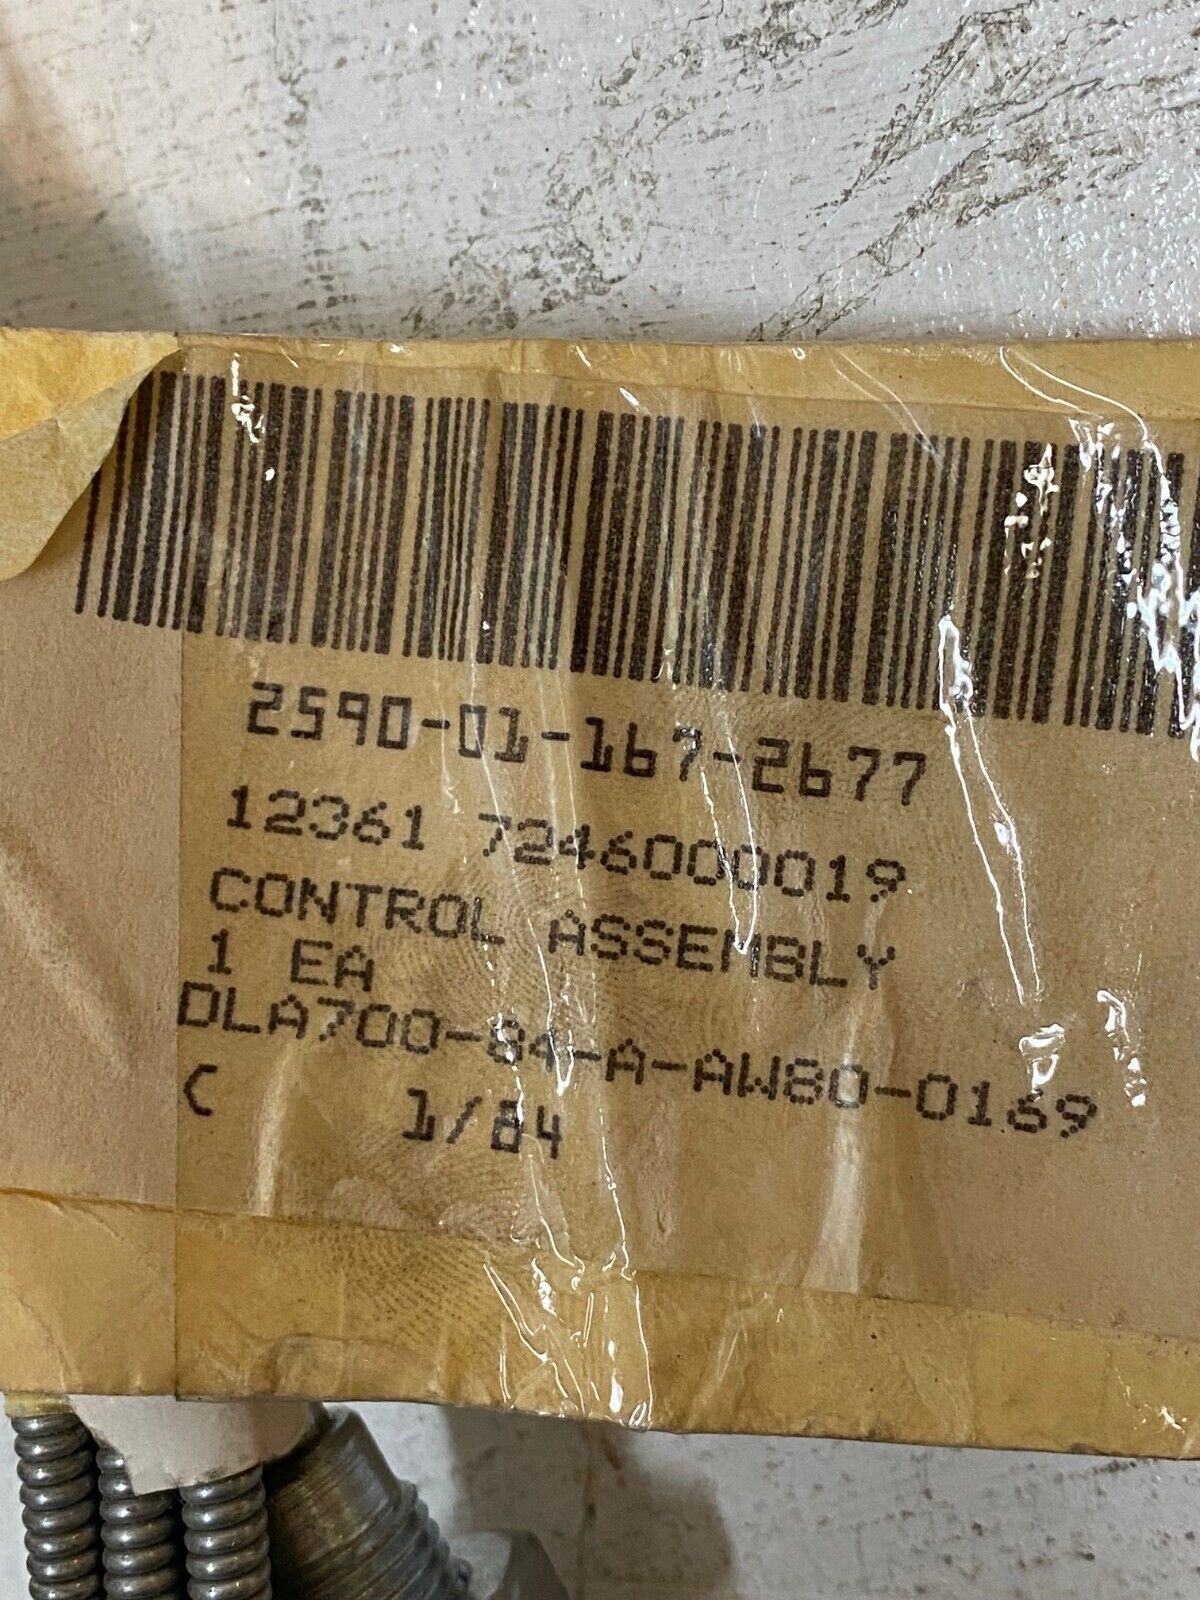 2590-01-167-2677
12361 7246000019
CONTROL ASSEMBLY
1 EA
DLA700-84-A-AW80-0169
C 1/84